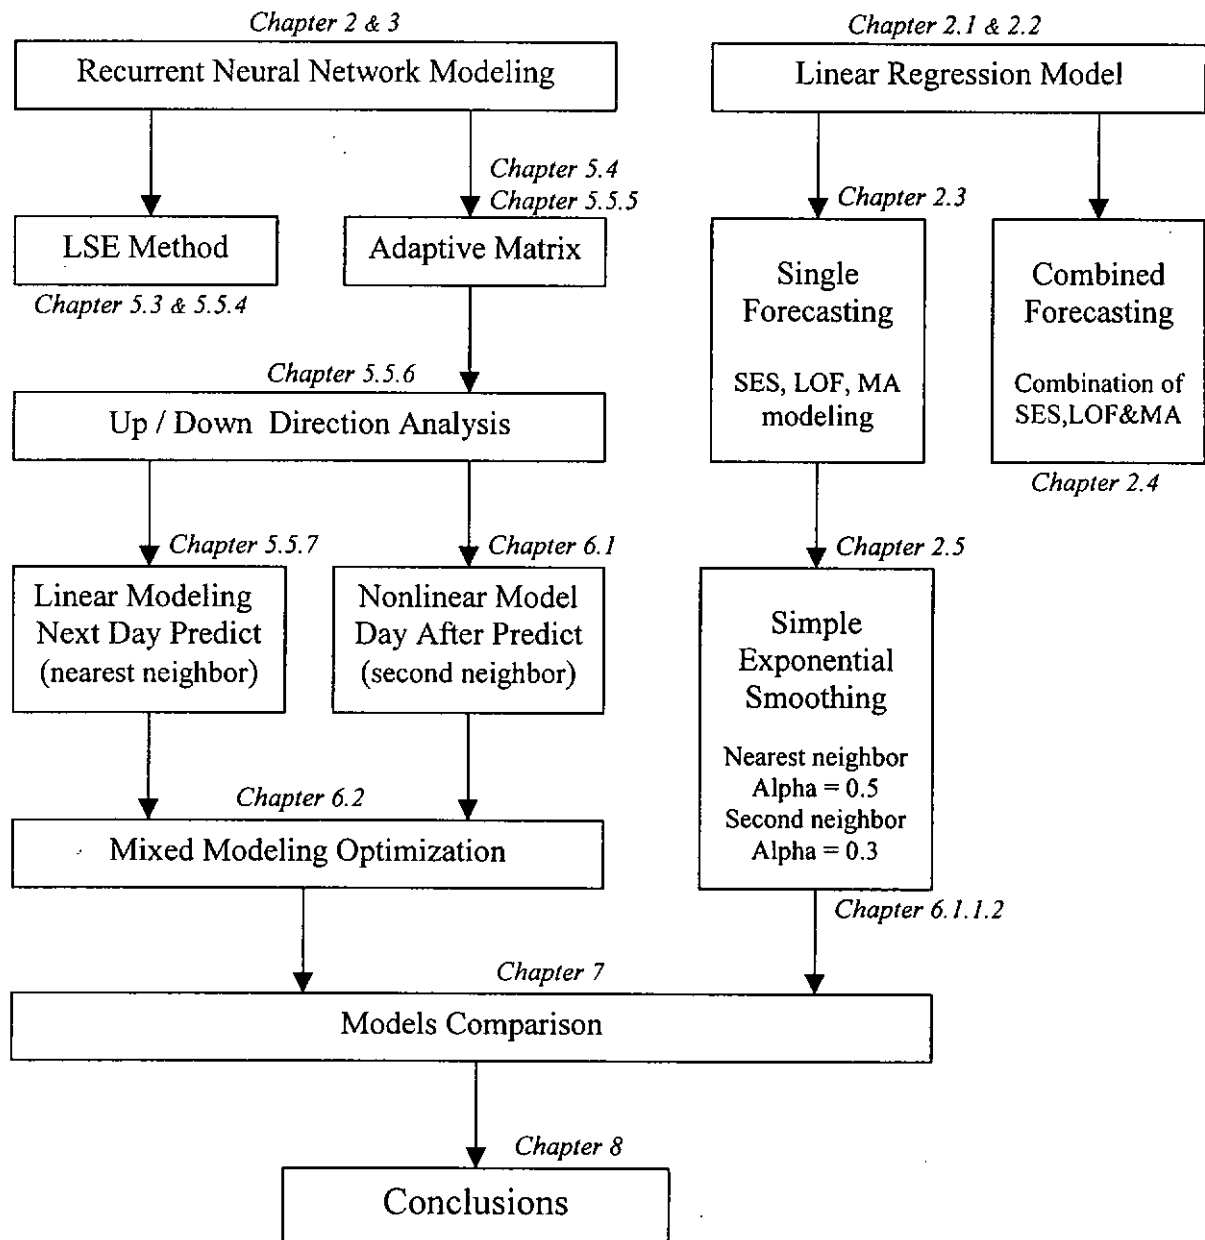 Chapter 2 & 3
Recurrent Neural Network Modeling
Chapter 2.1 & 2.2
Linear Regression Model
Chapter 5.4
Chapter 5.5.5
LSE Method
Adaptive Matrix
Chapter 5.3 & 5.5.4
Chapter 2.3
Single
Forecasting
SES, LOF, MA
modeling
Combined
Forecasting
Combination of
SES,LOF&MA
Chapter 2.4
Chapter 5.5.6
Up / Down Direction Analysis
Chapter 5.5.7
Linear Modeling
Next Day Predict
(nearest neighbor)
Chapter 6.1
Nonlinear Model
Day After Predict
(second neighbor)
Chapter 2.5
Simple
Exponential
Smoothing
Nearest neighbor
Alpha = 0.5
Second neighbor
Alpha = 0.3
Chapter 6.1.1.2
Chapter 6.2
Mixed Modeling Optimization
Chapter 7
Models Comparison
Chapter 8
Conclusions